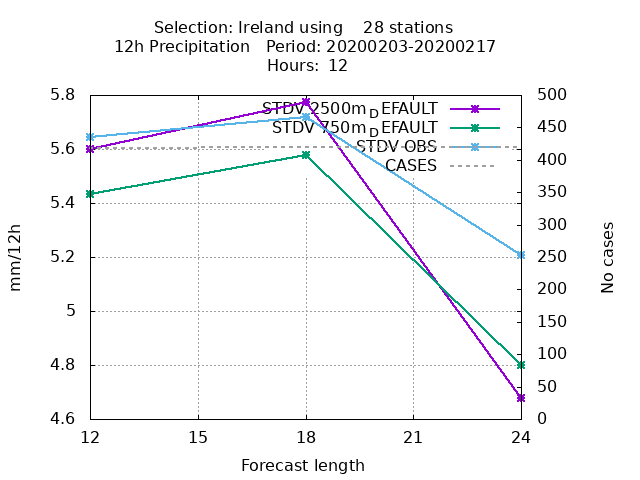 Selection: Ireland using    28 stations
12h Precipitation   Period: 20200203-20200217
Hours: 12
5.8
5.6
5.4
5.2
5
4.8
4.6
mm/12h
STDV 2500m_DEFAULT
STDV 750m_DEFAULT
STDV OBS
CASES
500
450
400
350
300
250
200
150
100
50
0
No cases
12 15 18 21 24
Forecast length